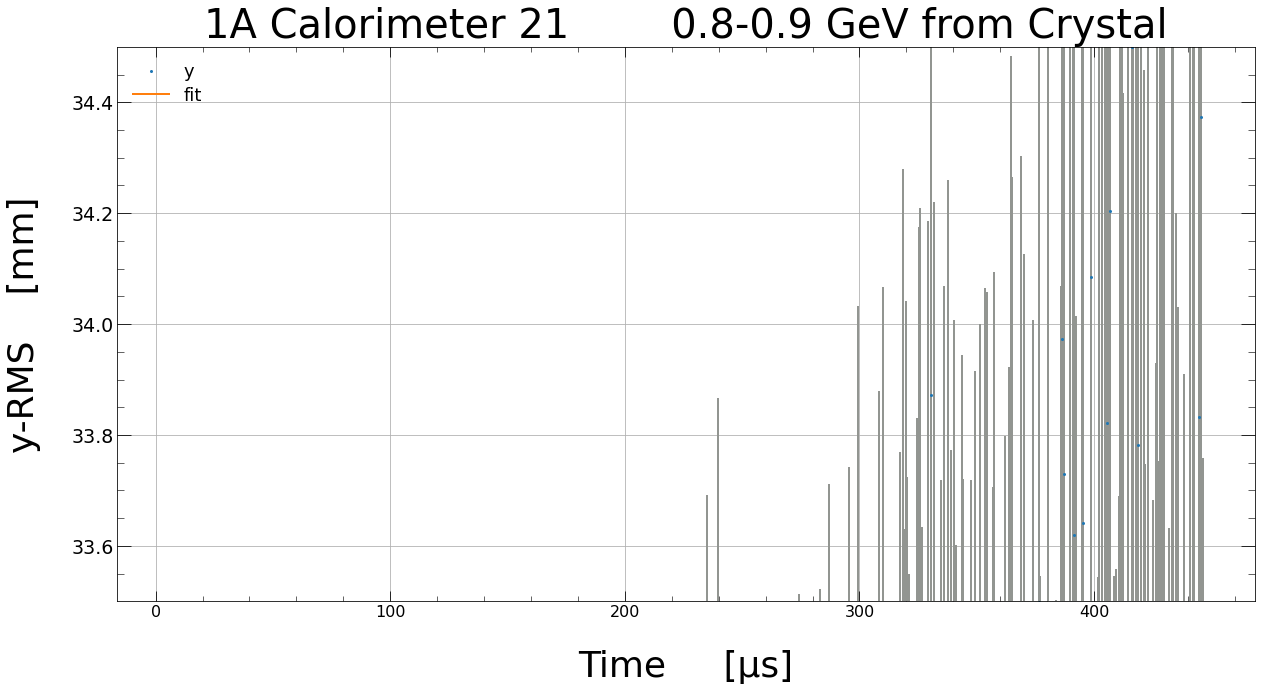 1A Calorimeter 21 0.8-0.9 GeV from Crystal
y
fit
y-RMS [mm]
34.4
34.2
34.0
33.8
33.6
0 100 200 300 400
Time [µs]